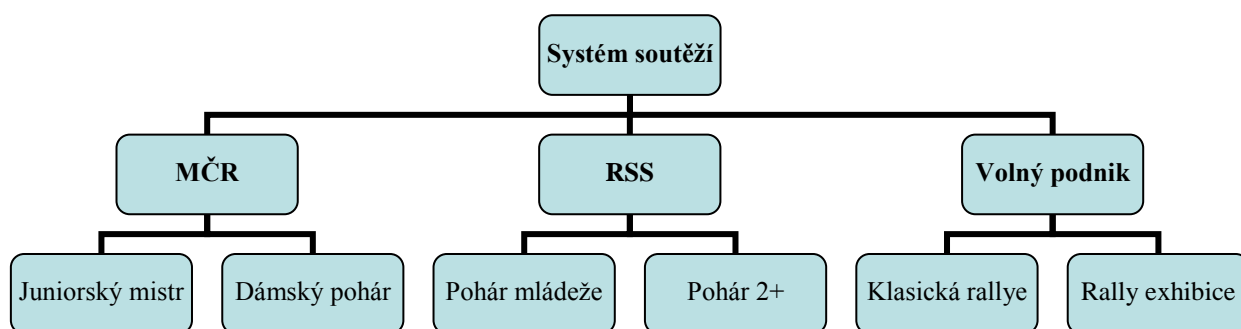 Systém soutěží
MČR
RSS
Volný podnik
Juniorský mistr
Dámský pohár
Pohár mládeže
Pohár 2+
Klasická rallye
Rally exhibice